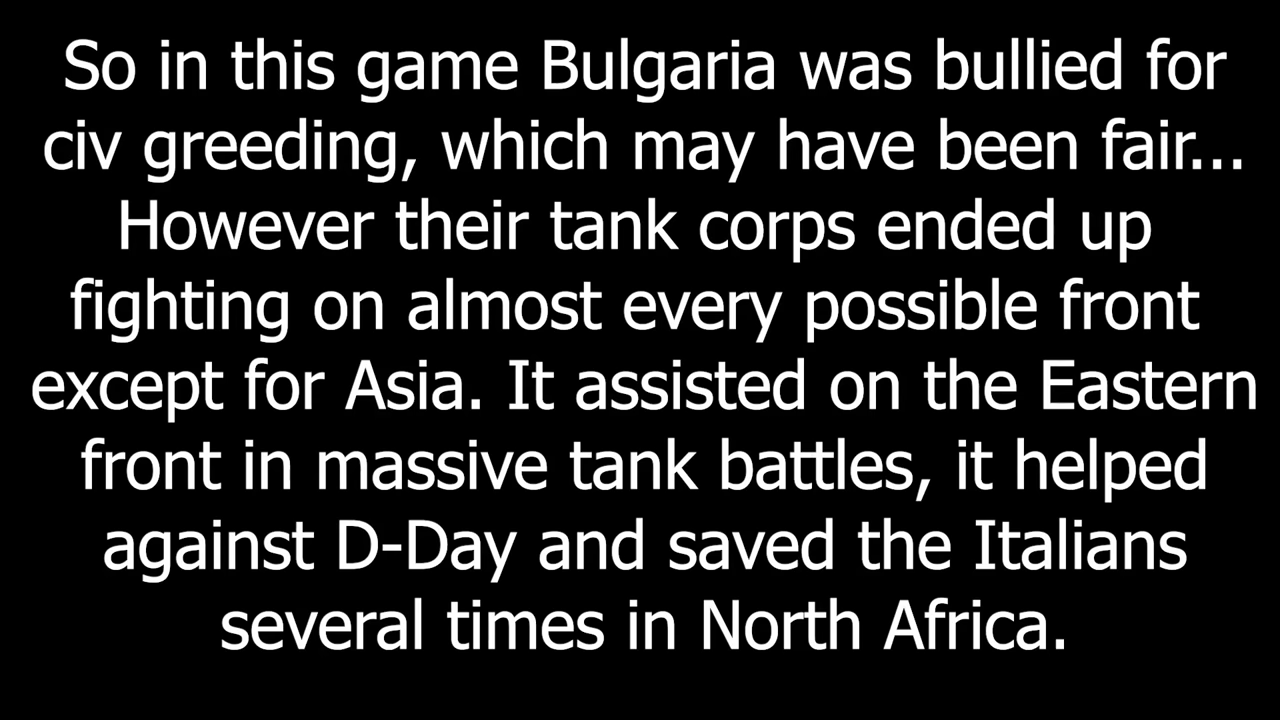 So in this game Bulgaria was bullied for
civ greeding, which may have been fair...
However their tank corps ended up
fighting on almost every possible front
except for Asia. It assisted on the Eastern
front in massive tank battles, it helped
against D-Day and saved the Italians
several times in North Africa.